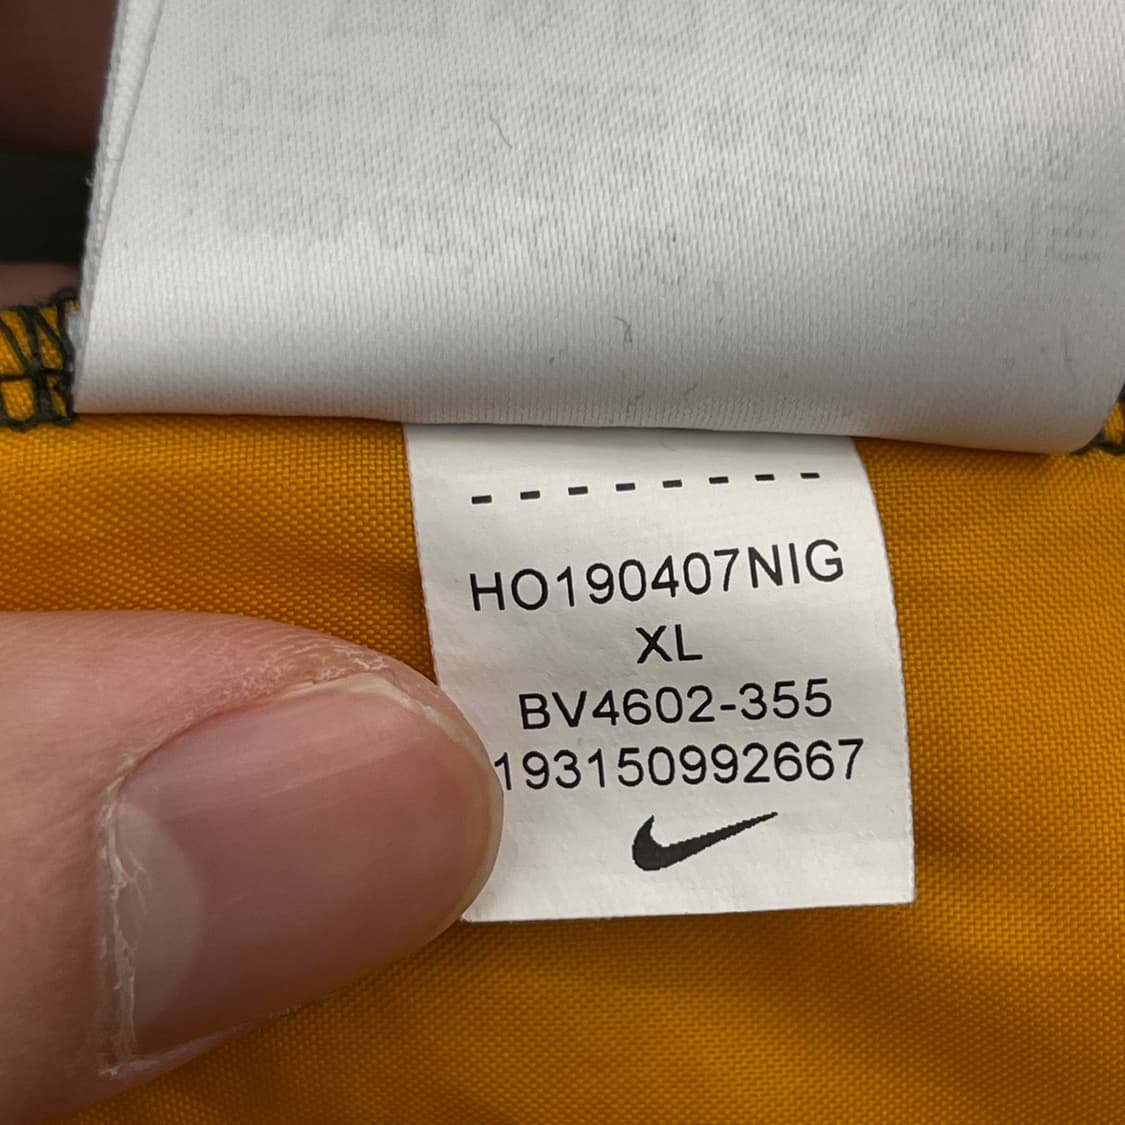 - - - - - - - -
HO190407NIG
XL
BV4602-355
193150992667